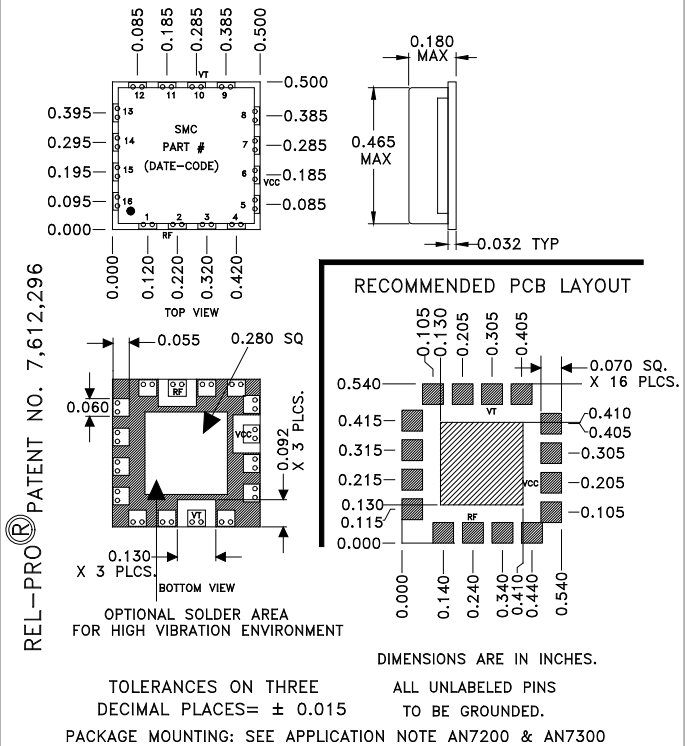 0.085
0.185
0.285
0.385
0.500
VT
12
11
10
9
0.500
0.395
13
8
0.385
0.295
14
7
0.285
SMC
PART #
(DATE-CODE)
0.195
15
6
0.185
VCC
0.095
16
5
0.085
0.000
1
2
3
4
RF
0.000
0.120
0.220
0.320
0.420
TOP VIEW
0.180
MAX
0.465
MAX
0.032 TYP
REL-PRO® PATENT NO. 7,612,296
0.055
0.280 SQ
0.060
RF
VCC
VT
0.092
X 3 PLCS.
0.130
X 3 PLCS.
BOTTOM VIEW
OPTIONAL SOLDER AREA
FOR HIGH VIBRATION ENVIRONMENT
RECOMMENDED PCB LAYOUT
0.105
0.130
0.205
0.305
0.405
0.070 SQ.
X 16 PLCS.
0.540
0.415
0.315
0.215
0.130
0.115
0.000
VT
VCC
RF
0.410
0.405
0.305
0.205
0.105
0.000
0.140
0.240
0.340
0.410
0.440
0.540
DIMENSIONS ARE IN INCHES.
TOLERANCES ON THREE
DECIMAL PLACES= ± 0.015
ALL UNLABELED PINS
TO BE GROUNDED.
PACKAGE MOUNTING: SEE APPLICATION NOTE AN7200 & AN7300